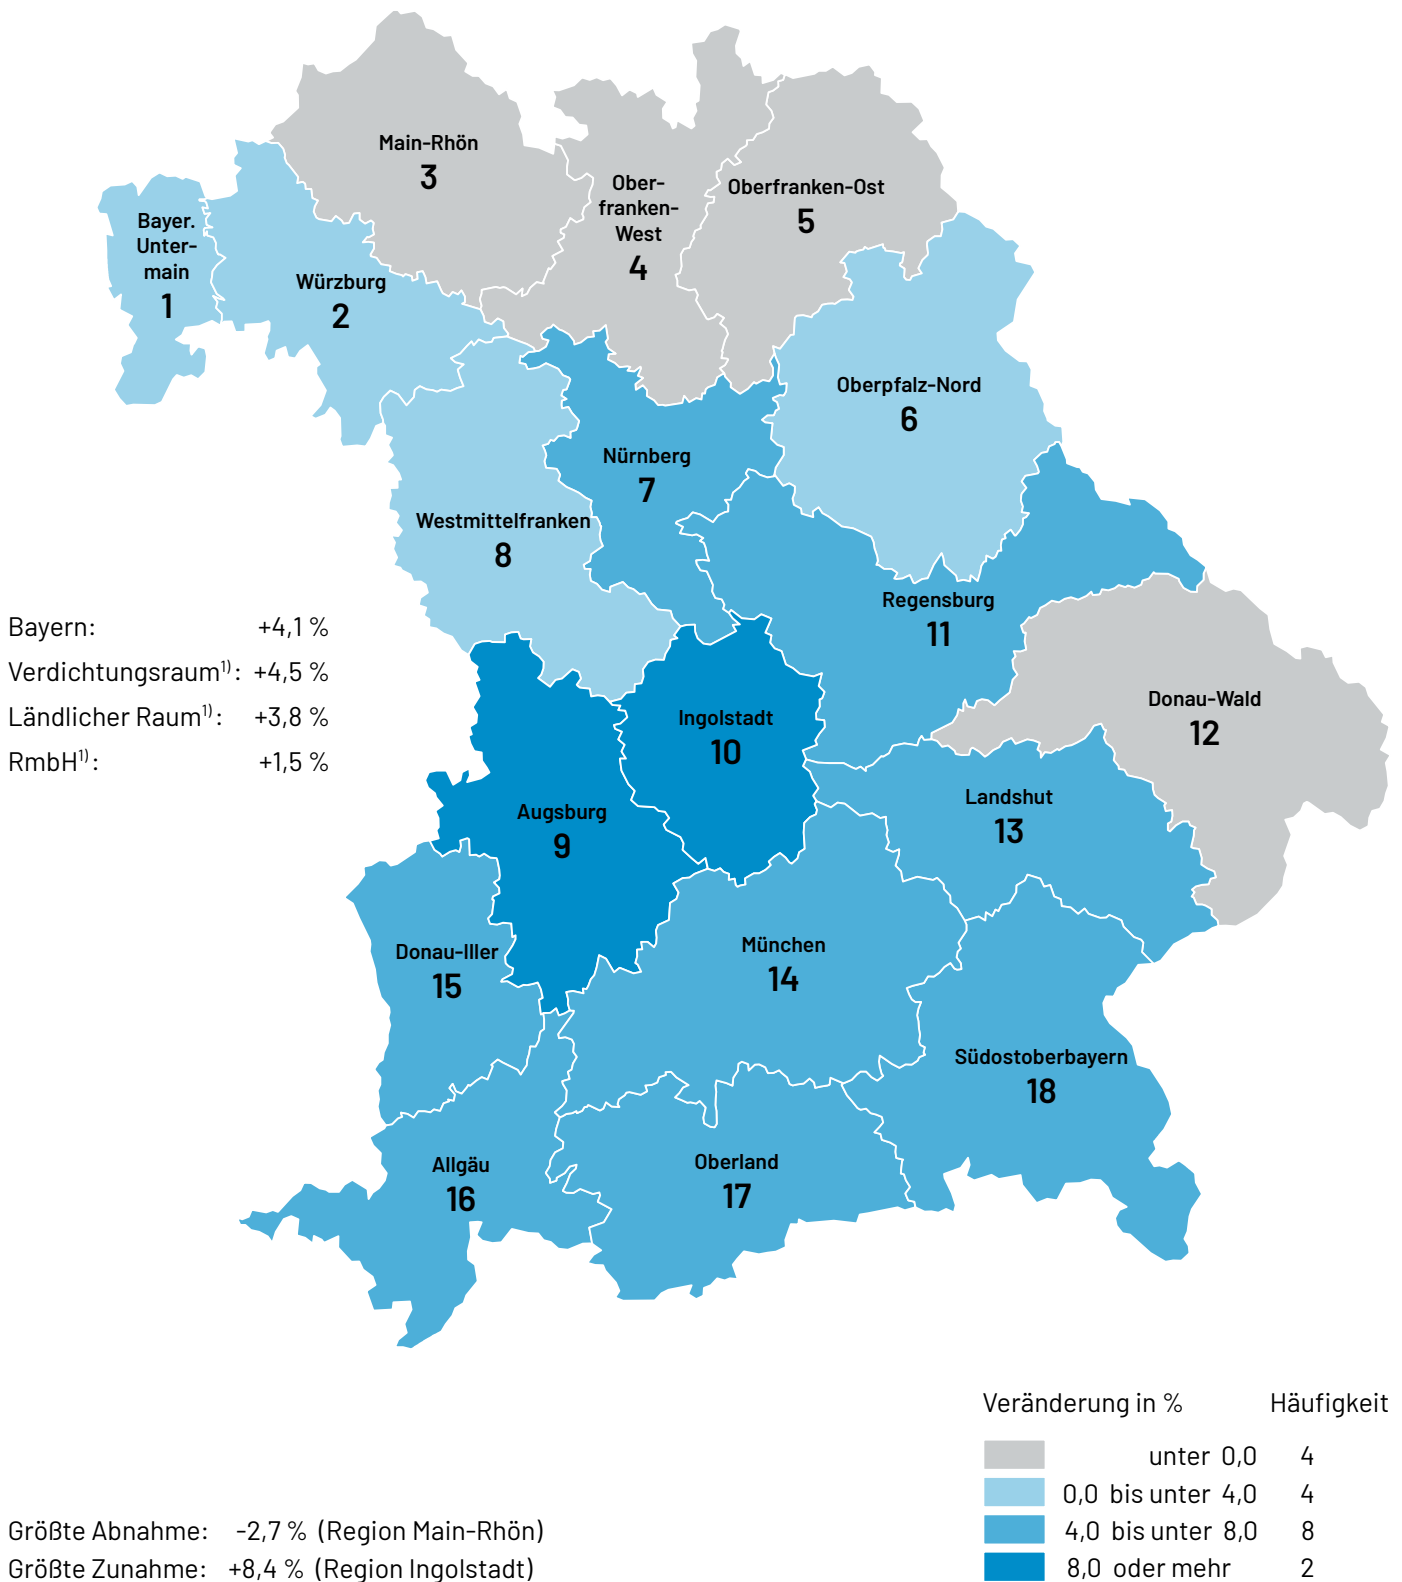 Main-Rhön
3
Ober-
franken-
West
4
Oberfranken-Ost
5
Bayer.
Unter-
main
1
Würzburg
2
Oberpfalz-Nord
6
Nürnberg
7
Westmittelfranken
8
Regensburg
11
Bayern: +4,1 %
Verdichtungsraum¹⁾: +4,5 %
Ländlicher Raum¹⁾: +3,8 %
RmbH¹⁾: +1,5 %
Donau-Wald
12
Ingolstadt
10
Landshut
13
Augsburg
9
München
14
Donau-Iller
15
Südostoberbayern
18
Allgäu
16
Oberland
17
Veränderung in % Häufigkeit
unter 0,0 4
0,0 bis unter 4,0 4
4,0 bis unter 8,0 8
8,0 oder mehr 2
Größte Abnahme: -2,7 % (Region Main-Rhön)
Größte Zunahme: +8,4 % (Region Ingolstadt)